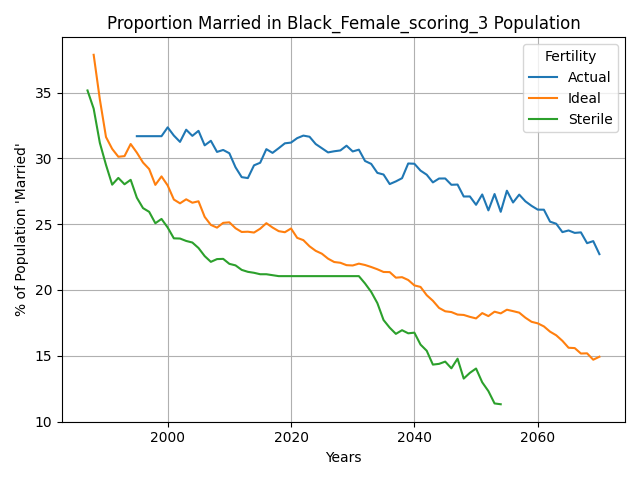 Proportion Married in Black_Female_scoring_3 Population
Fertility
Actual
Ideal
Sterile
% of Population 'Married'
35
30
25
20
15
10
2000
2020
2040
2060
Years